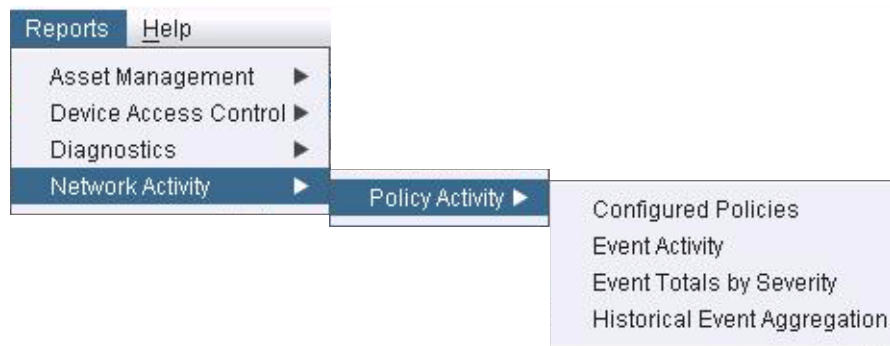 Reports Help
Asset Management
Device Access Control
Diagnostics
Network Activity
Policy Activity
Configured Policies
Event Activity
Event Totals by Severity
Historical Event Aggregation